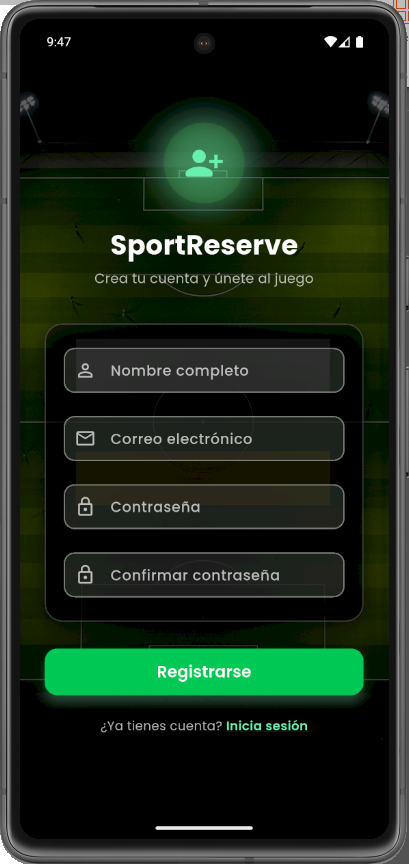 9:47
SportReserve
Crea tu cuenta y únete al juego
Nombre completo
Correo electrónico
Contraseña
Confirmar contraseña
Registrarse
¿Ya tienes cuenta? Inicia sesión